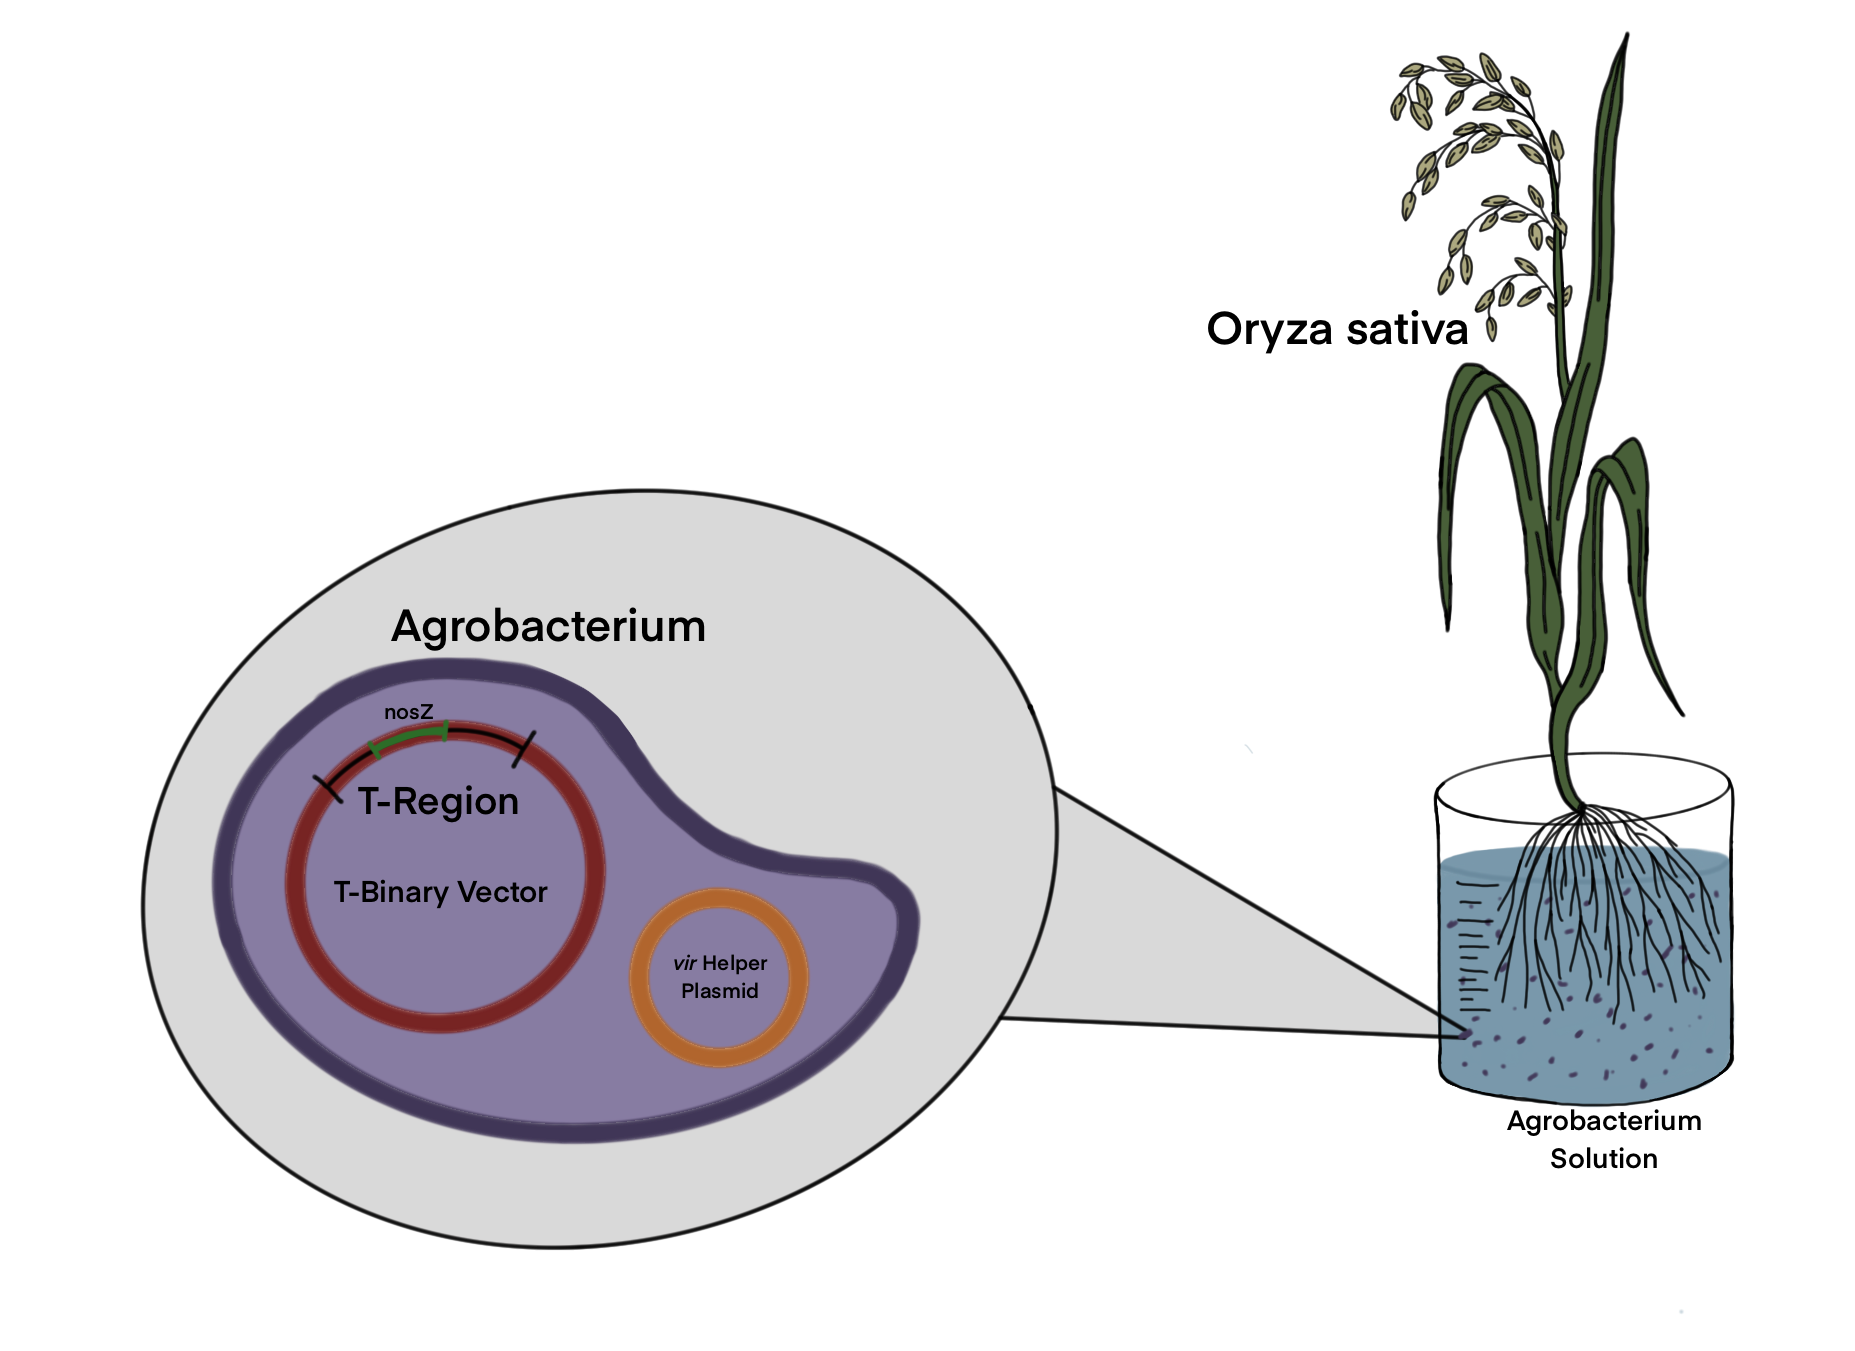 Oryza sativa
Agrobacterium
nosZ
T-Region
T-Binary Vector
vir Helper
Plasmid
Agrobacterium
Solution